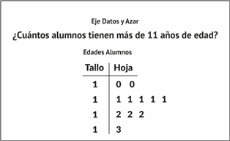 Eje Datos y Azar
¿Cuántos alumnos tienen más de 11 años de edad?
Edades Alumnos
Tallo Hoja
1 0 0
1 1 1 1 1 1
1 2 2 2
1 3